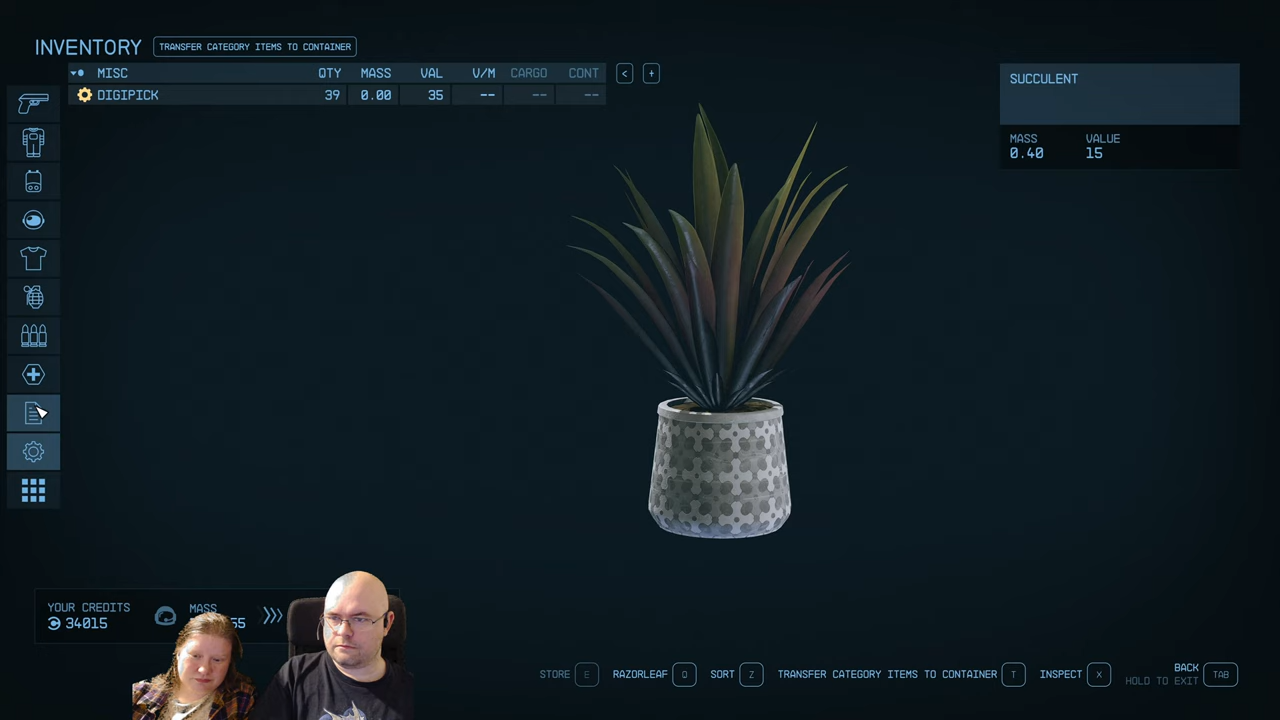 INVENTORY TRANSFER CATEGORY ITEMS TO CONTAINER
MISC QTY MASS VAL V/M CARGO CONT < +
DIGIPICK 39 0.00 35 -- -- --
SUCCULENT
MASS VALUE
0.40 15
YOUR CREDITS MASS
34015 55
STORE E RAZORLEAF Q SORT Z TRANSFER CATEGORY ITEMS TO CONTAINER T INSPECT X BACK TAB
HOLD TO EXIT